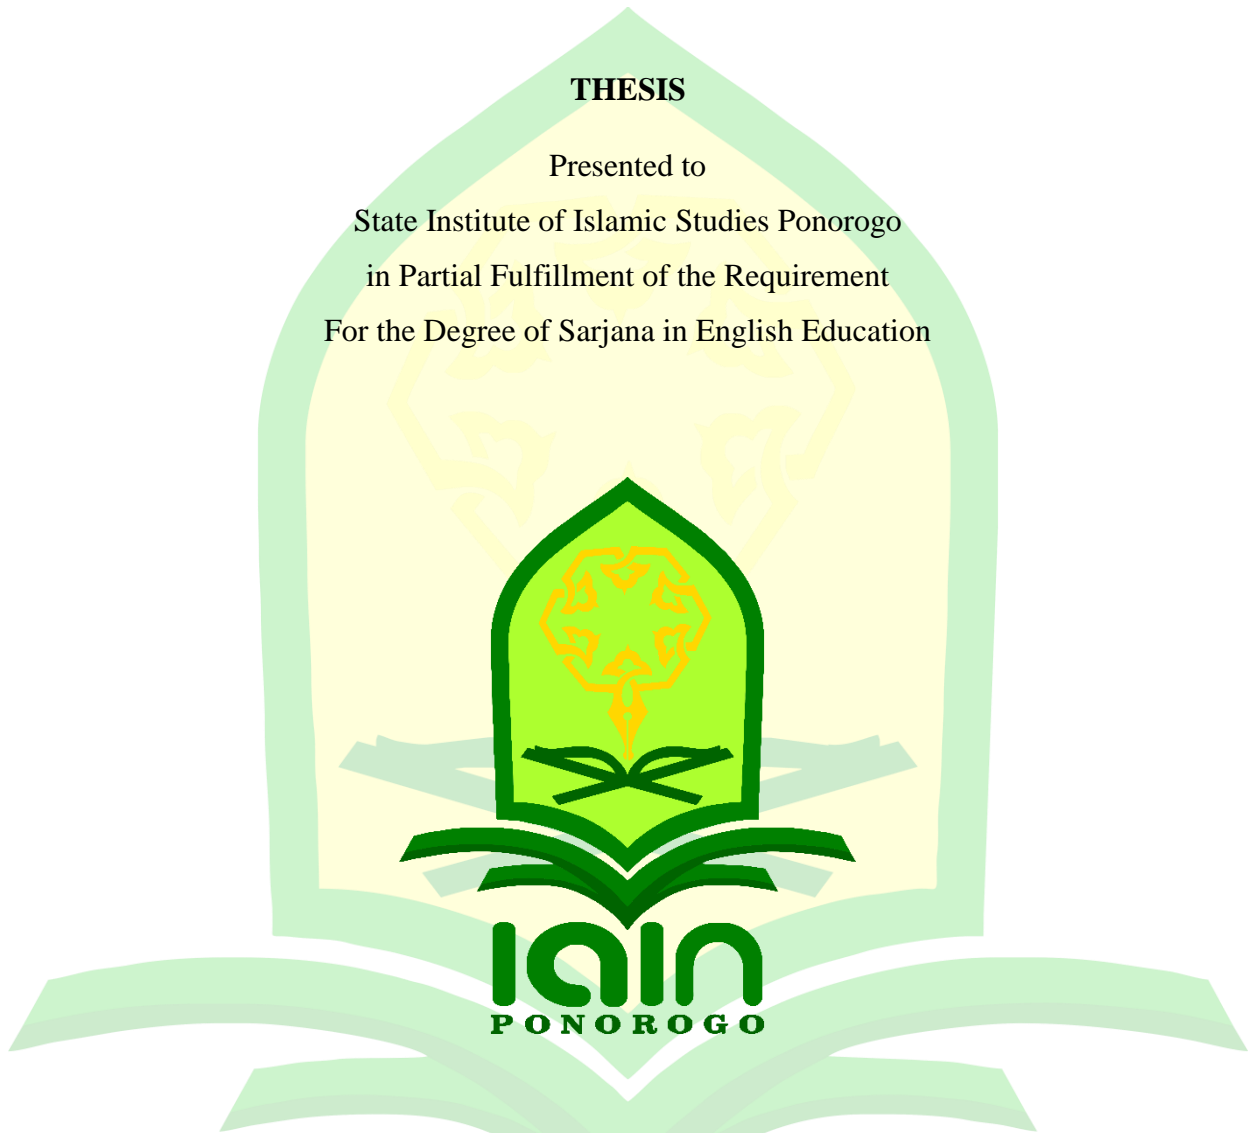 THESIS
Presented to
State Institute of Islamic Studies Ponorogo
in Partial Fulfillment of the Requirement
For the Degree of Sarjana in English Education
IAIN
PONOROGO